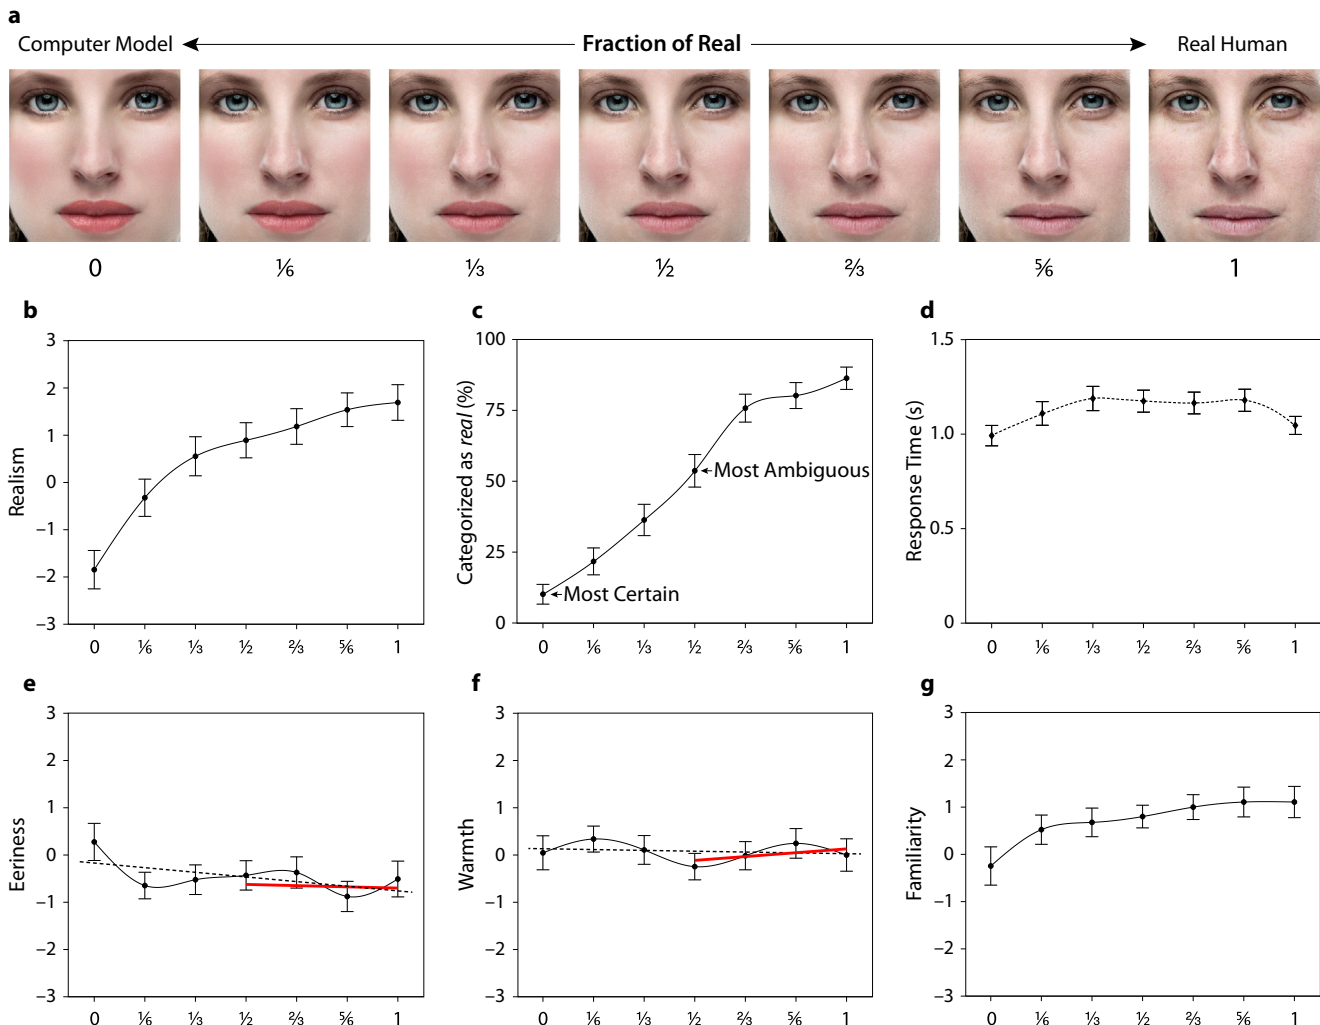 a
Computer Model Fraction of Real Real Human
0 ⅙ ⅓ ½ ⅔ ⅚ 1
b
Realism
3
2
1
0
−1
−2
−3
0 ⅙ ⅓ ½ ⅔ ⅚ 1
c
Categorized as real (%)
100
75
50
25
0
Most Ambiguous
Most Certain
0 ⅙ ⅓ ½ ⅔ ⅚ 1
d
Response Time (s)
1.5
1.0
0.5
0
0 ⅙ ⅓ ½ ⅔ ⅚ 1
e
Eeriness
3
2
1
0
−1
−2
−3
0 ⅙ ⅓ ½ ⅔ ⅚ 1
f
Warmth
3
2
1
0
−1
−2
−3
0 ⅙ ⅓ ½ ⅔ ⅚ 1
g
Familiarity
3
2
1
0
−1
−2
−3
0 ⅙ ⅓ ½ ⅔ ⅚ 1